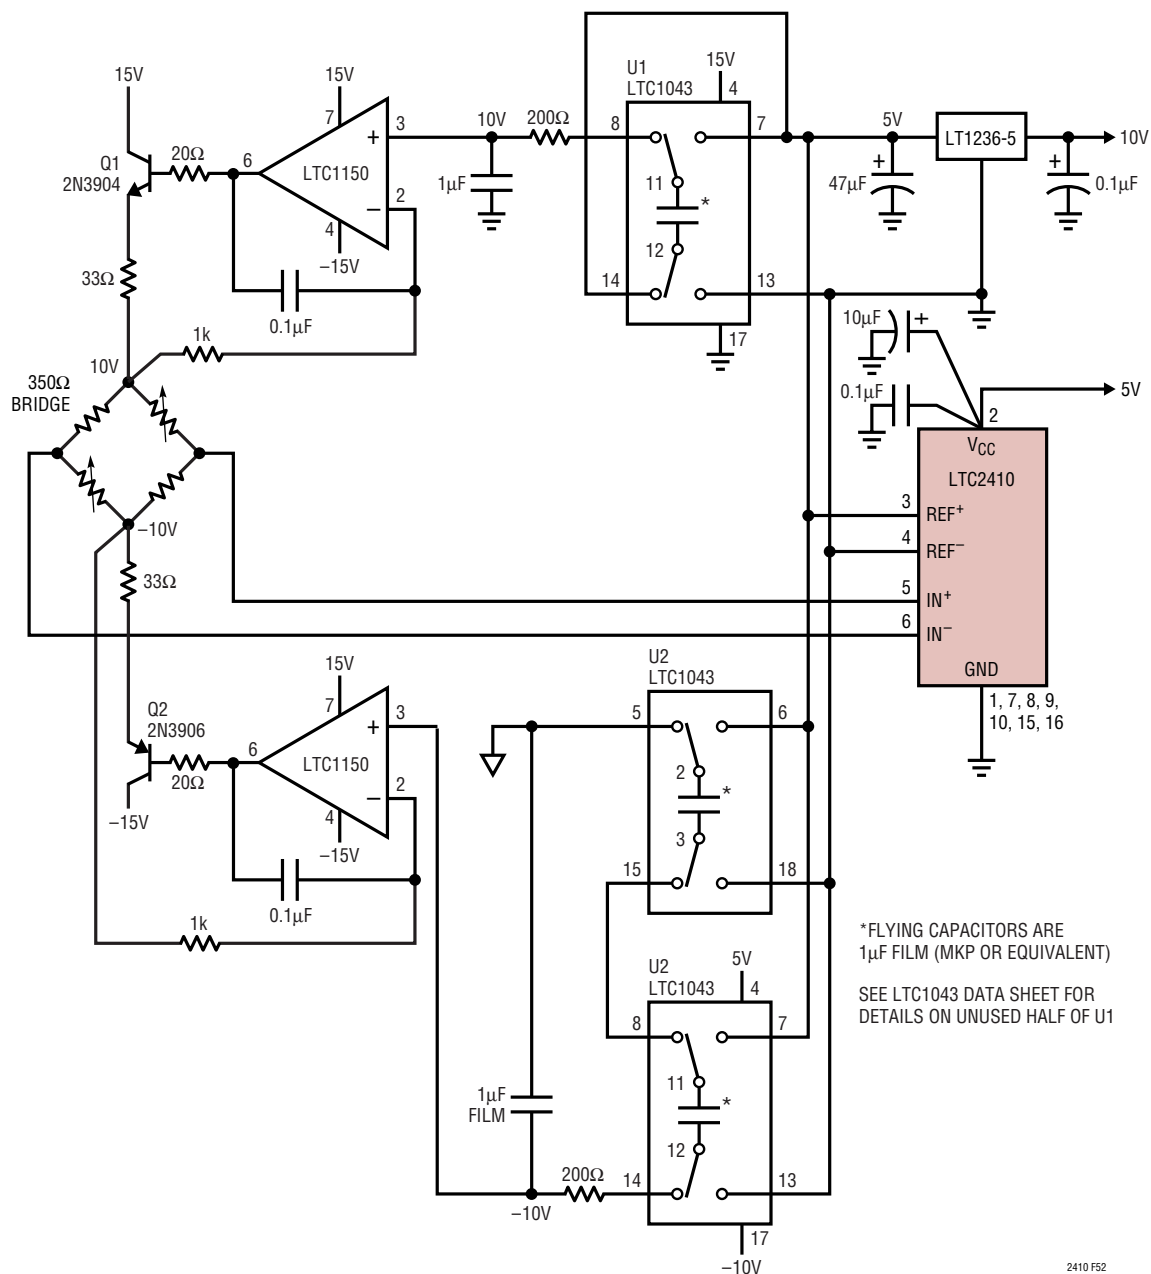 U1
LTC1043
15V
4
15V
15V
7
3
10V
200Ω
8
7
5V
LT1236-5
10V
+
Q1
2N3904
20Ω
6
LTC1150
1µF
11
*
+
47µF
+
0.1µF
2
–
12
4
–15V
33Ω
14
13
0.1µF
17
10µF
+
1k
10V
350Ω
BRIDGE
0.1µF
2
5V
VCC
LTC2410
3
REF+
–10V
4
REF–
33Ω
5
IN+
6
IN–
U2
LTC1043
GND
15V
1, 7, 8, 9,
10, 15, 16
Q2
2N3906
7
3
+
5
6
6
LTC1150
20Ω
2
*
2
–
–15V
4
–15V
3
15
18
0.1µF
1k
*FLYING CAPACITORS ARE
1µF FILM (MKP OR EQUIVALENT)
U2
LTC1043
5V
4
SEE LTC1043 DATA SHEET FOR
DETAILS ON UNUSED HALF OF U1
8
7
11
*
1µF
FILM
12
200Ω
14
13
–10V
17
–10V
2410 F52